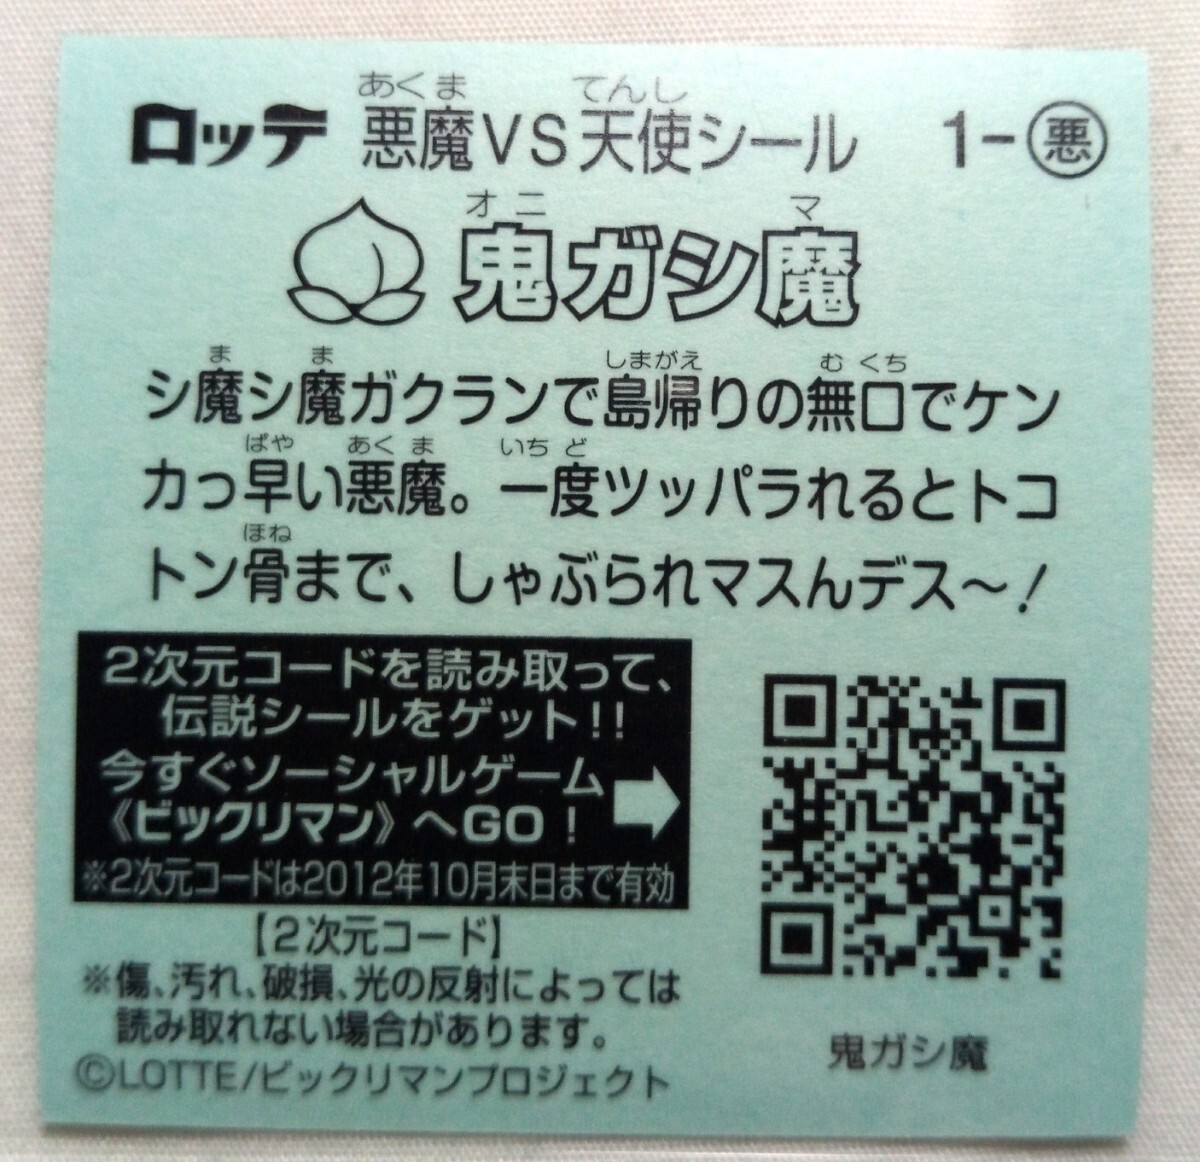 ロッテ 悪魔VS天使シール 1-悪
あくま てんし
オニ マ
鬼ガシ魔
ま ま しまがえ むくち
シ魔シ魔ガクランで島帰りの無口でケン
ばや あくま いちど
カっ早い悪魔。一度ツッパラれるとトコ
ほね
トン骨まで、しゃぶられマスんデス〜!
2次元コードを読み取って、
伝説シールをゲット!!
今すぐソーシャルゲーム
《ビックリマン》へGO!
※2次元コードは2012年10月末日まで有効
【2次元コード】
※傷、汚れ、破損、光の反射によっては
読み取れない場合があります。
©LOTTE/ビックリマンプロジェクト
鬼ガシ魔